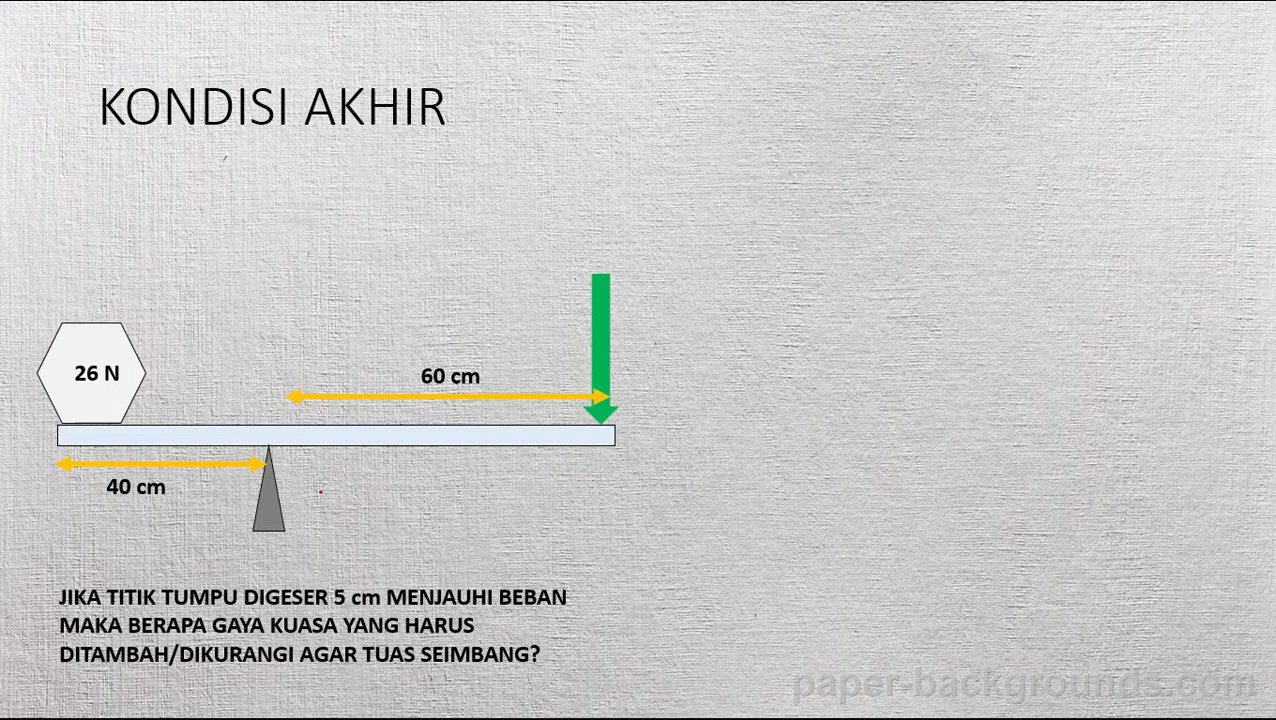 KONDISI AKHIR
26 N
60 cm
40 cm
JIKA TITIK TUMPU DIGESER 5 cm MENJAUHI BEBAN
MAKA BERAPA GAYA KUASA YANG HARUS
DITAMBAH/DIKURANGI AGAR TUAS SEIMBANG?
paper-backgrounds.com